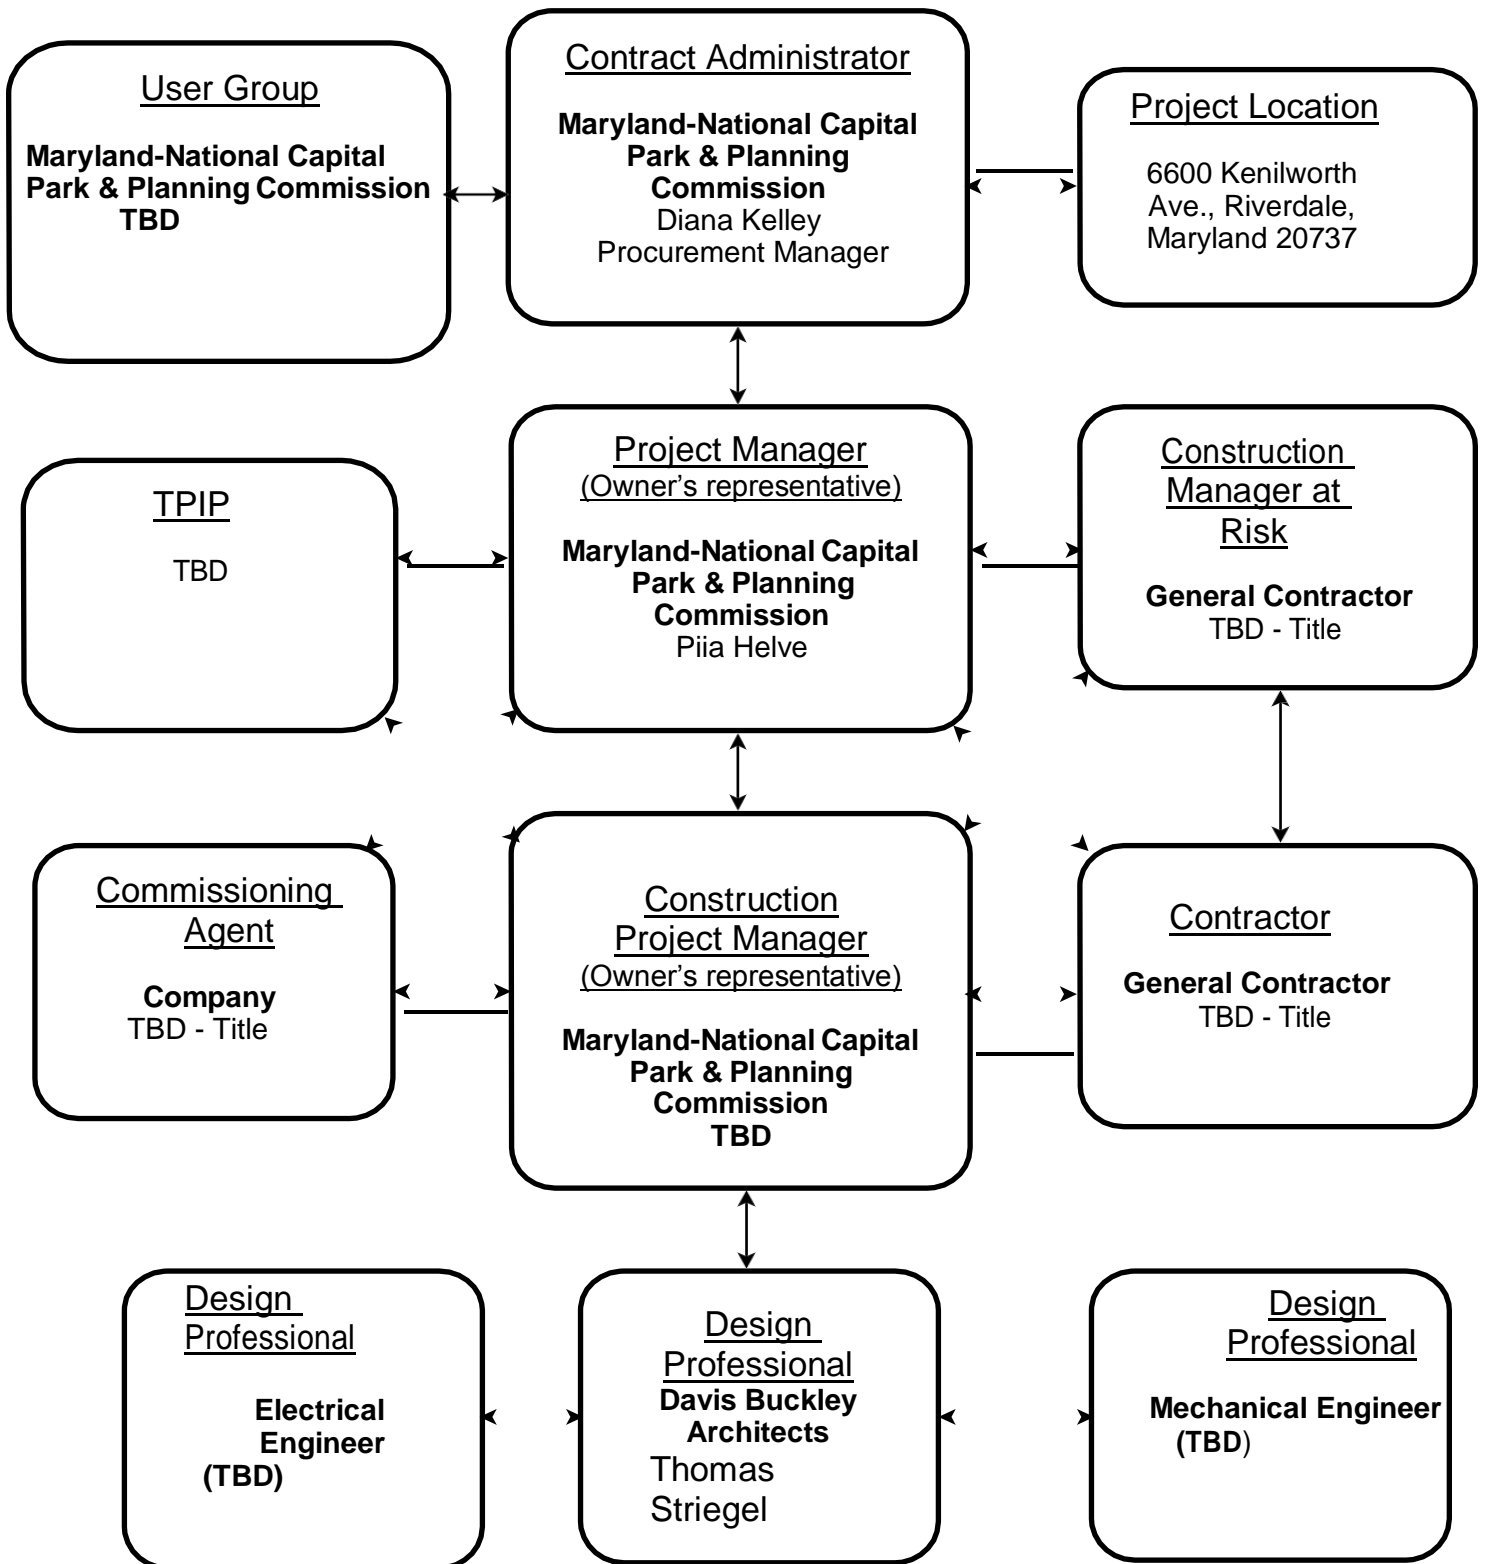 User Group
Maryland-National Capital
Park & Planning Commission
TBD
Contract Administrator
Maryland-National Capital
Park & Planning
Commission
Diana Kelley
Procurement Manager
Project Location
6600 Kenilworth
Ave., Riverdale,
Maryland 20737
TPIP
TBD
Project Manager
(Owner’s representative)
Maryland-National Capital
Park & Planning
Commission
Piia Helve
Construction
Manager at
Risk
General Contractor
TBD - Title
Commissioning
Agent
Company
TBD - Title
Construction
Project Manager
(Owner’s representative)
Maryland-National Capital
Park & Planning
Commission
TBD
Contractor
General Contractor
TBD - Title
Design
Professional
Electrical
Engineer
(TBD)
Design
Professional
Davis Buckley
Architects
Thomas
Striegel
Design
Professional
Mechanical Engineer
(TBD)